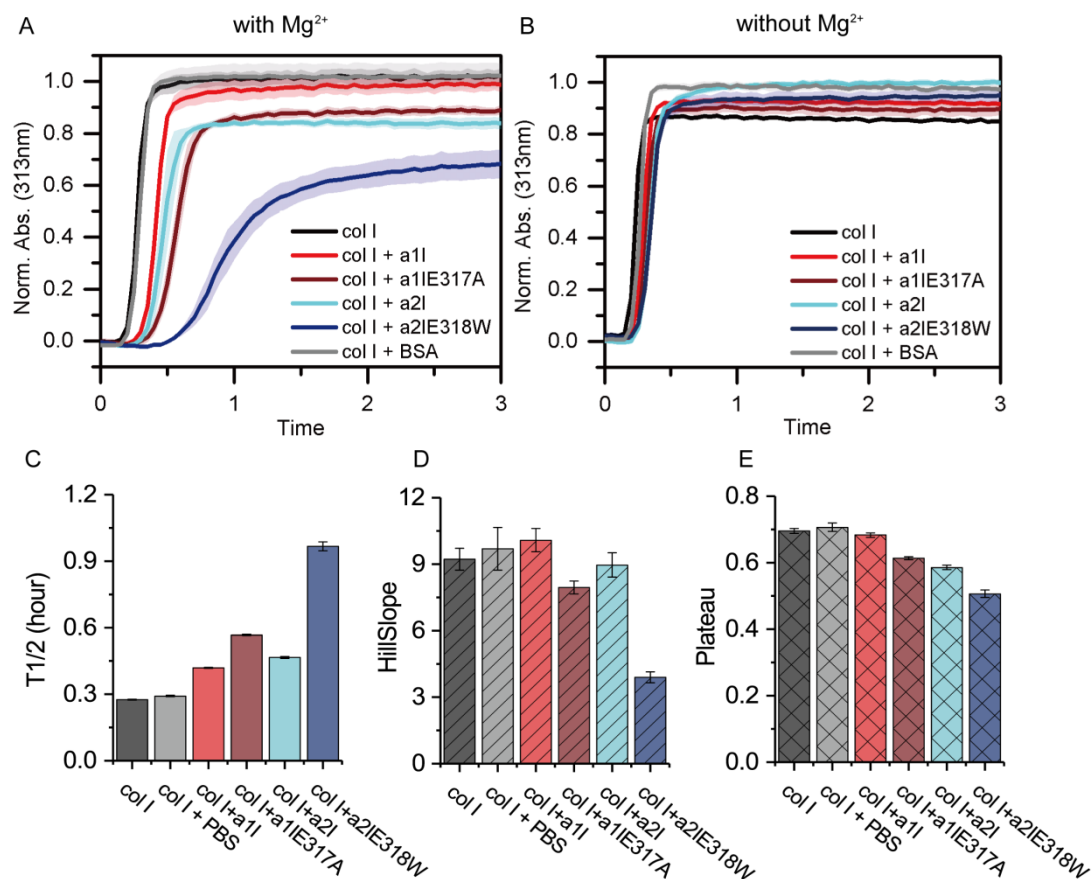 A
with Mg²⁺
Norm. Abs. (313nm)
1.0
0.8
0.6
0.4
0.2
0.0
col I
col I + a1I
col I + a1IE317A
col I + a2I
col I + a2IE318W
col I + BSA
0 1 2 3
Time
B
without Mg²⁺
Norm. Abs. (313nm)
1.0
0.8
0.6
0.4
0.2
0.0
col I
col I + a1I
col I + a1IE317A
col I + a2I
col I + a2IE318W
col I + BSA
0 1 2 3
Time
C
T1/2 (hour)
1.2
0.9
0.6
0.3
0.0
col I
col I + PBS
col I+a1I
col I+a1IE317A
col I+a2I
col I+a2IE318W
D
HillSlope
12
9
6
3
0
col I
col I + PBS
col I+a1I
col I+a1IE317A
col I+a2I
col I+a2IE318W
E
Plateau
0.8
0.6
0.4
0.2
0.0
col I
col I + PBS
col I+a1I
col I+a1IE317A
col I+a2I
col I+a2IE318W